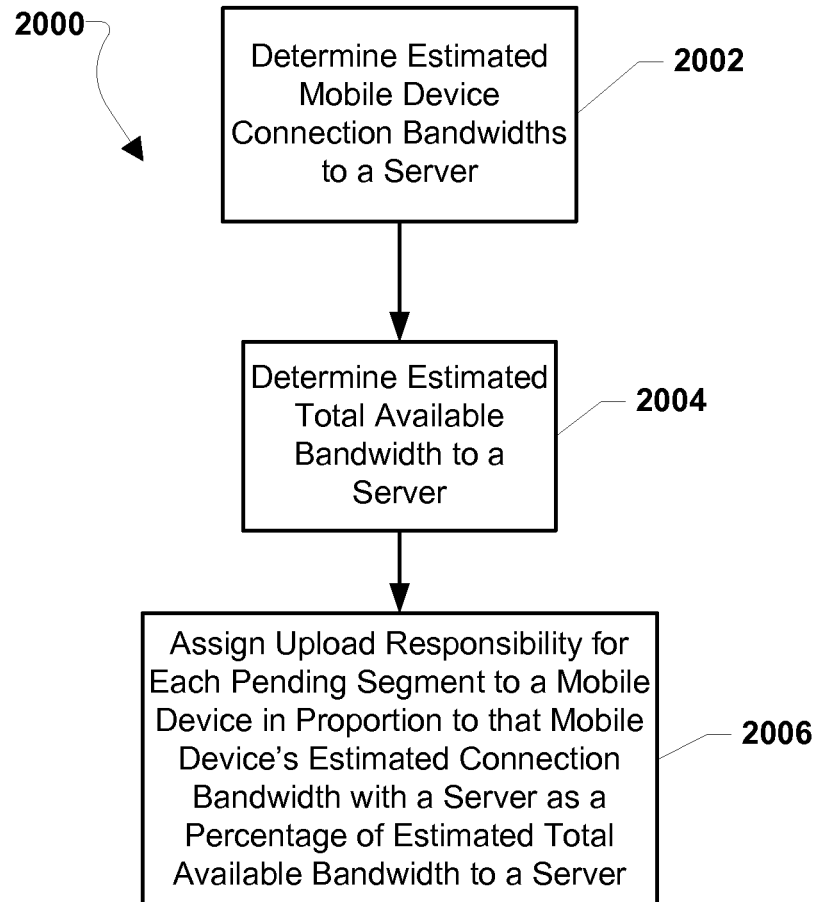 2000
Determine Estimated
Mobile Device
Connection Bandwidths
to a Server
2002
Determine Estimated
Total Available
Bandwidth to a
Server
2004
Assign Upload Responsibility for
Each Pending Segment to a Mobile
Device in Proportion to that Mobile
Device's Estimated Connection
Bandwidth with a Server as a
Percentage of Estimated Total
Available Bandwidth to a Server
2006